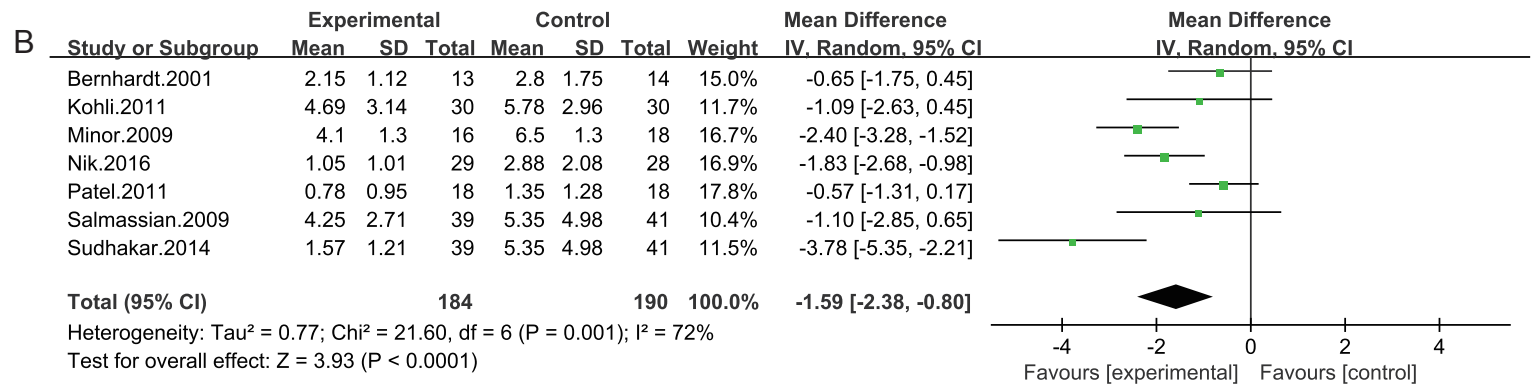 B
Experimental Control Mean Difference Mean Difference
Study or Subgroup Mean SD Total Mean SD Total Weight IV, Random, 95% CI IV, Random, 95% CI
Bernhardt.2001 2.15 1.12 13 2.8 1.75 14 15.0% -0.65 [-1.75, 0.45]
Kohli.2011 4.69 3.14 30 5.78 2.96 30 11.7% -1.09 [-2.63, 0.45]
Minor.2009 4.1 1.3 16 6.5 1.3 18 16.7% -2.40 [-3.28, -1.52]
Nik.2016 1.05 1.01 29 2.88 2.08 28 16.9% -1.83 [-2.68, -0.98]
Patel.2011 0.78 0.95 18 1.35 1.28 18 17.8% -0.57 [-1.31, 0.17]
Salmassian.2009 4.25 2.71 39 5.35 4.98 41 10.4% -1.10 [-2.85, 0.65]
Sudhakar.2014 1.57 1.21 39 5.35 4.98 41 11.5% -3.78 [-5.35, -2.21]
Total (95% CI) 184 190 100.0% -1.59 [-2.38, -0.80]
Heterogeneity: Tau² = 0.77; Chi² = 21.60, df = 6 (P = 0.001); I² = 72%
Test for overall effect: Z = 3.93 (P < 0.0001)
-4 -2 0 2 4
Favours [experimental] Favours [control]